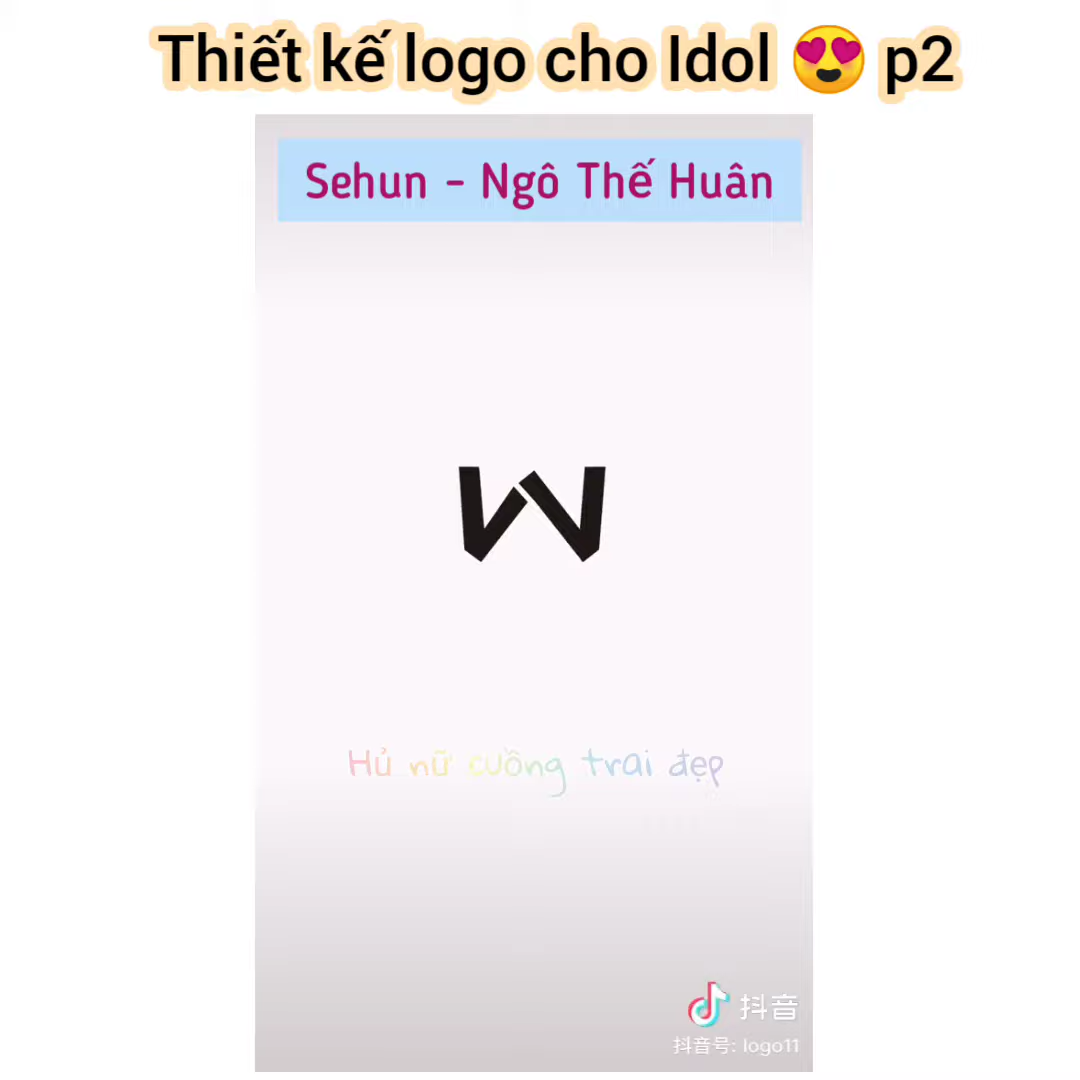 Thiết kế logo cho Idol 😍 p2
Sehun - Ngô Thế Huân
Hủ nữ cuồng trai đẹp
抖音
抖音号: logo11